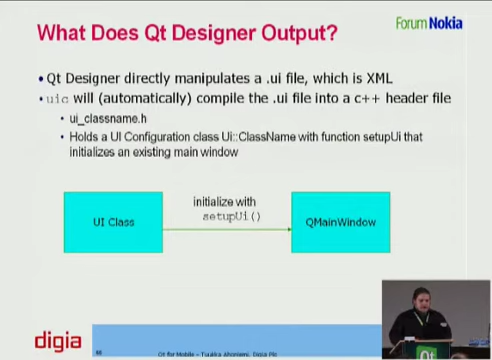 Forum Nokia
What Does Qt Designer Output?
Qt Designer directly manipulates a .ui file, which is XML
uic will (automatically) compile the .ui file into a c++ header file
ui_classname.h
Holds a UI Configuration class Ui::ClassName with function setupUi that
initializes an existing main window
initialize with
setupUi()
UI Class
QMainWindow
Qt
digia
Qt for Mobile – Tuukka Ahoniemi, Digia Plc